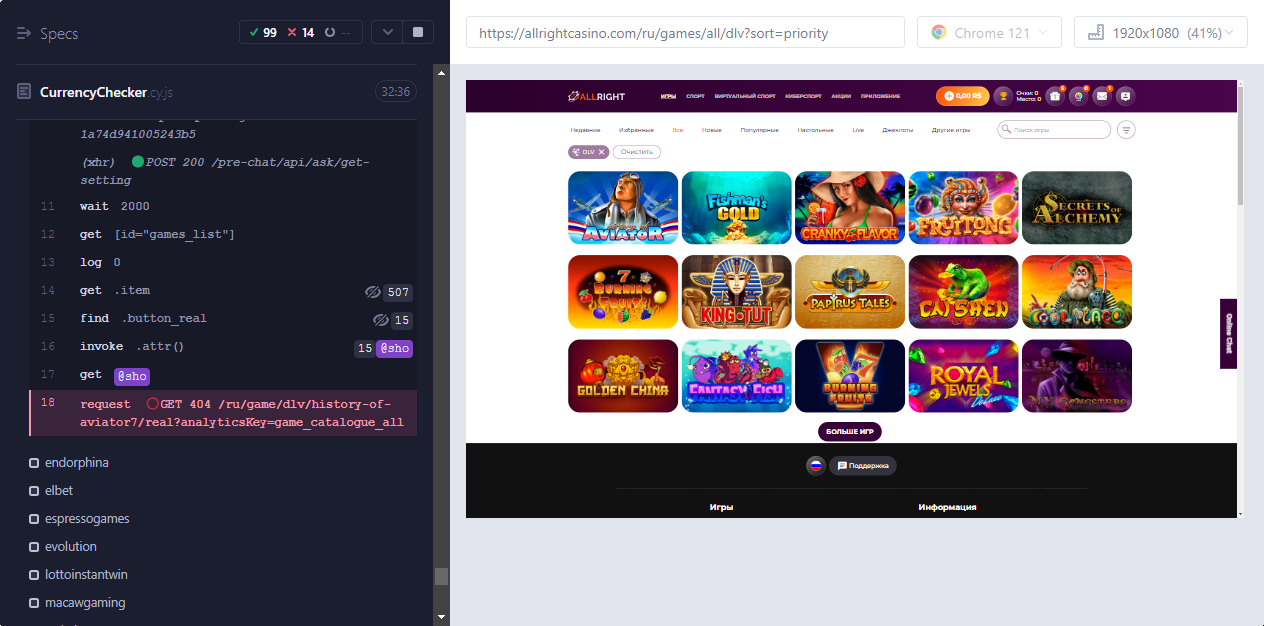 Specs
99
14
--
CurrencyChecker.cy.js
32:36
1a74d941005243b5
(xhr) POST 200 /pre-chat/api/ask/get-
setting
11 wait 2000
12 get [id="games_list"]
13 log 0
14 get .item 507
15 find .button_real 15
16 invoke .attr() 15 @sho
17 get @sho
18 request GET 404 /ru/game/dlv/history-of-
aviator7/real?analyticsKey=game_catalogue_all
endorphina
elbet
espressogames
evolution
lottoinstantwin
macawgaming
https://allrightcasino.com/ru/games/all/dlv?sort=priority
Chrome 121
1920x1080 (41%)
ALLRIGHT
ИГРЫ СПОРТ ВИРТУАЛЬНЫЙ СПОРТ КИБЕРСПОРТ АКЦИИ ПРИЛОЖЕНИЕ
0,00 R$
Очки: 0
Место: 0
Недавние Избранные Все Новые Популярные Настольные Live Джекпоты Другие игры
Поиск игры
DLV
Очистить
AVIATOR
Fishman's GOLD
CRANKY FLAVOR
FRUITONG
SECRETS OF ALCHEMY
7 BURNING FRUITS
KING TUT
PAPYRUS TALES
CAI SHEN
GOLDEN CHINA
FANTASY FISH
BURNING FRUITS
ROYAL JEWELS Deluxe
N.Y. GANGSTERS
БОЛЬШЕ ИГР
Online Chat
Поддержка
Игры
Информация